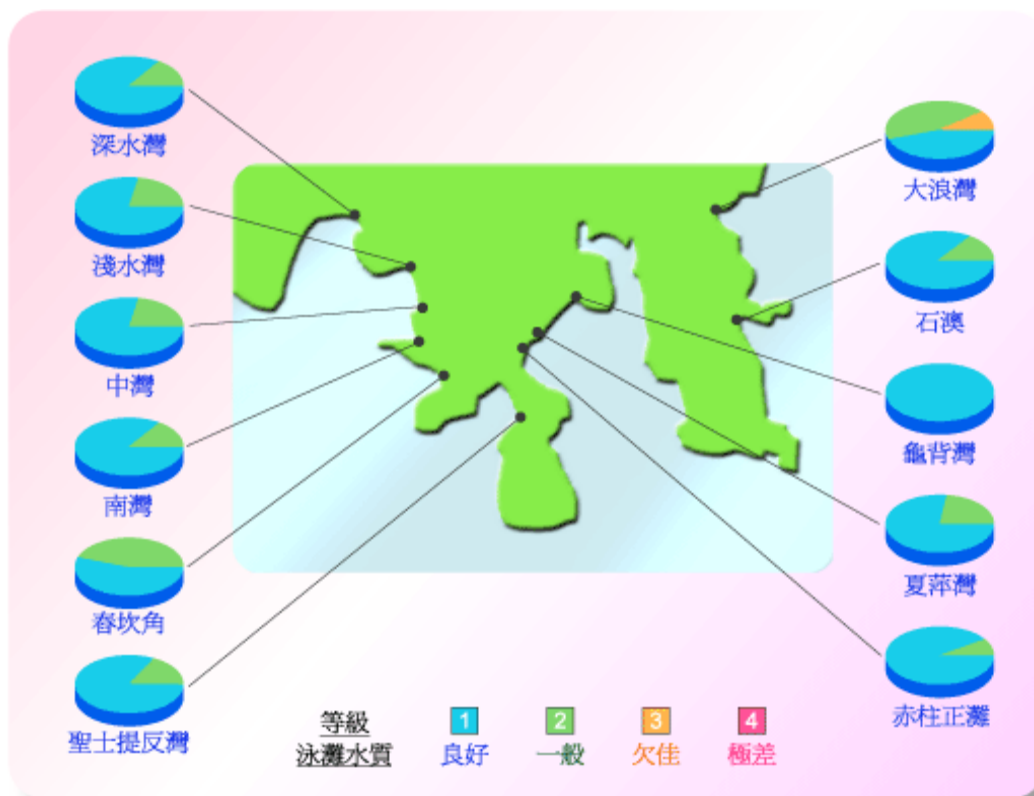 深水灣
淺水灣
中灣
南灣
舂坎角
聖士提反灣
大浪灣
石澳
龜背灣
夏萍灣
赤柱正灘
等級
1 2 3 4
泳灘水質
良好 一般 欠佳 極差